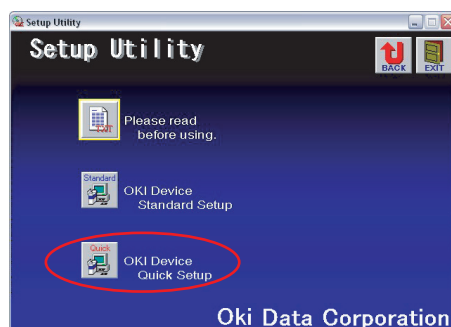 Setup Utility
Setup Utility
BACK
EXIT
TXT
Please read
before using.
Standard
OKI Device
Standard Setup
Quick
OKI Device
Quick Setup
Oki Data Corporation